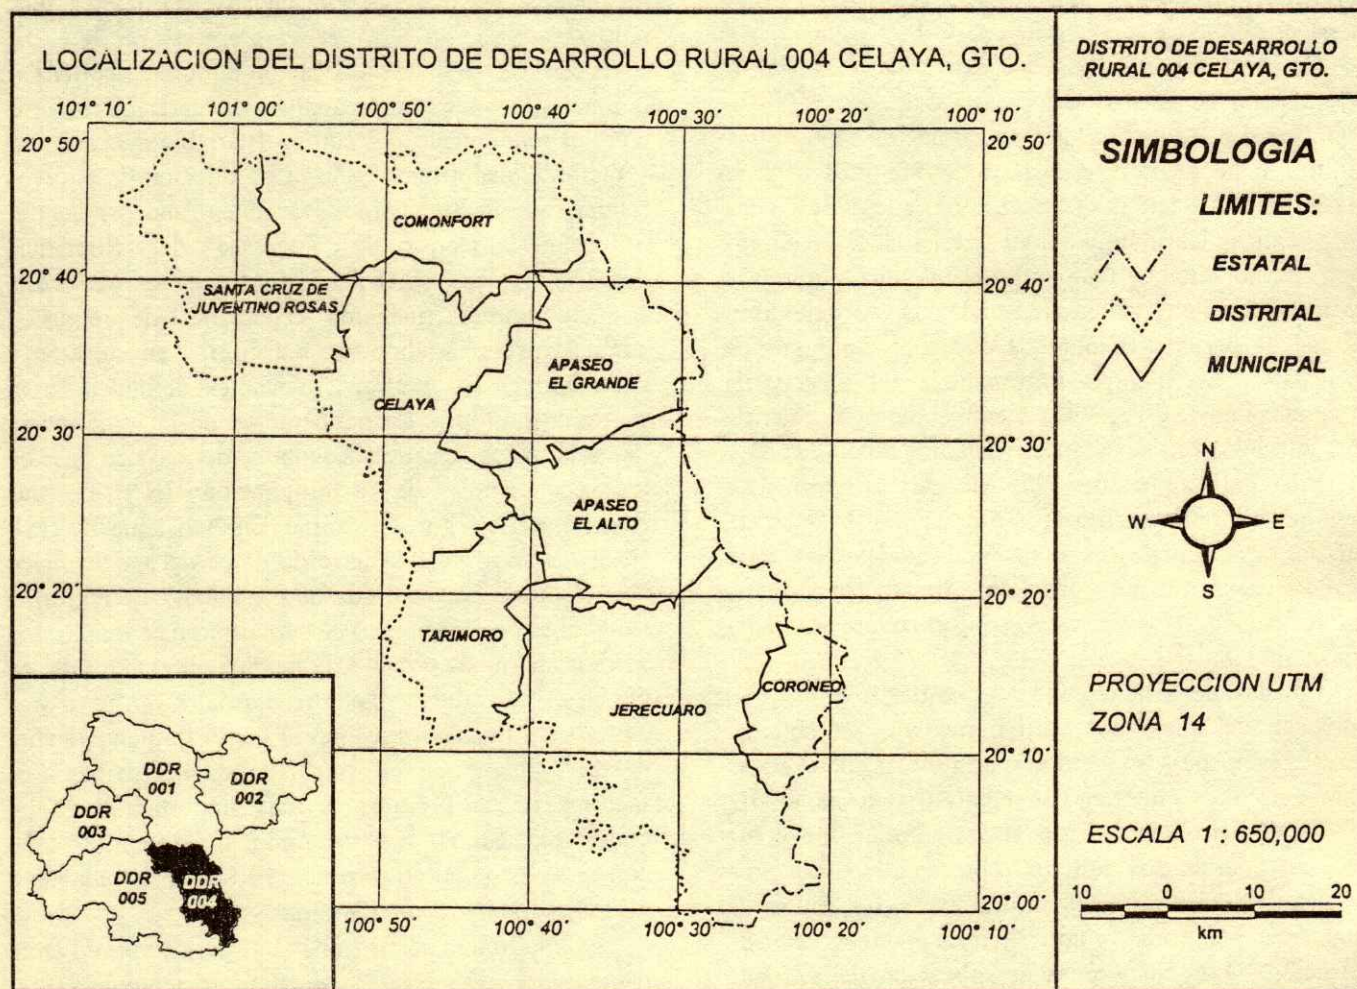 LOCALIZACION DEL DISTRITO DE DESARROLLO RURAL 004 CELAYA, GTO.
101° 10´ 101° 00´ 100° 50´ 100° 40´ 100° 30´ 100° 20´ 100° 10´
20° 50´ 20° 50´
COMONFORT
20° 40´ 20° 40´
SANTA CRUZ DE
JUVENTINO ROSAS
APASEO
EL GRANDE
CELAYA
20° 30´ 20° 30´
APASEO
EL ALTO
20° 20´ 20° 20´
TARIMORO
CORONEO
JERECUARO
20° 10´
20° 00´
100° 50´ 100° 40´ 100° 30´ 100° 20´ 100° 10´
DDR
001
DDR
002
DDR
003
DDR
005
DDR
004
DISTRITO DE DESARROLLO
RURAL 004 CELAYA, GTO.
SIMBOLOGIA
LIMITES:
ESTATAL
DISTRITAL
MUNICIPAL
N
W E
S
PROYECCION UTM
ZONA 14
ESCALA 1 : 650,000
10 0 10 20
km